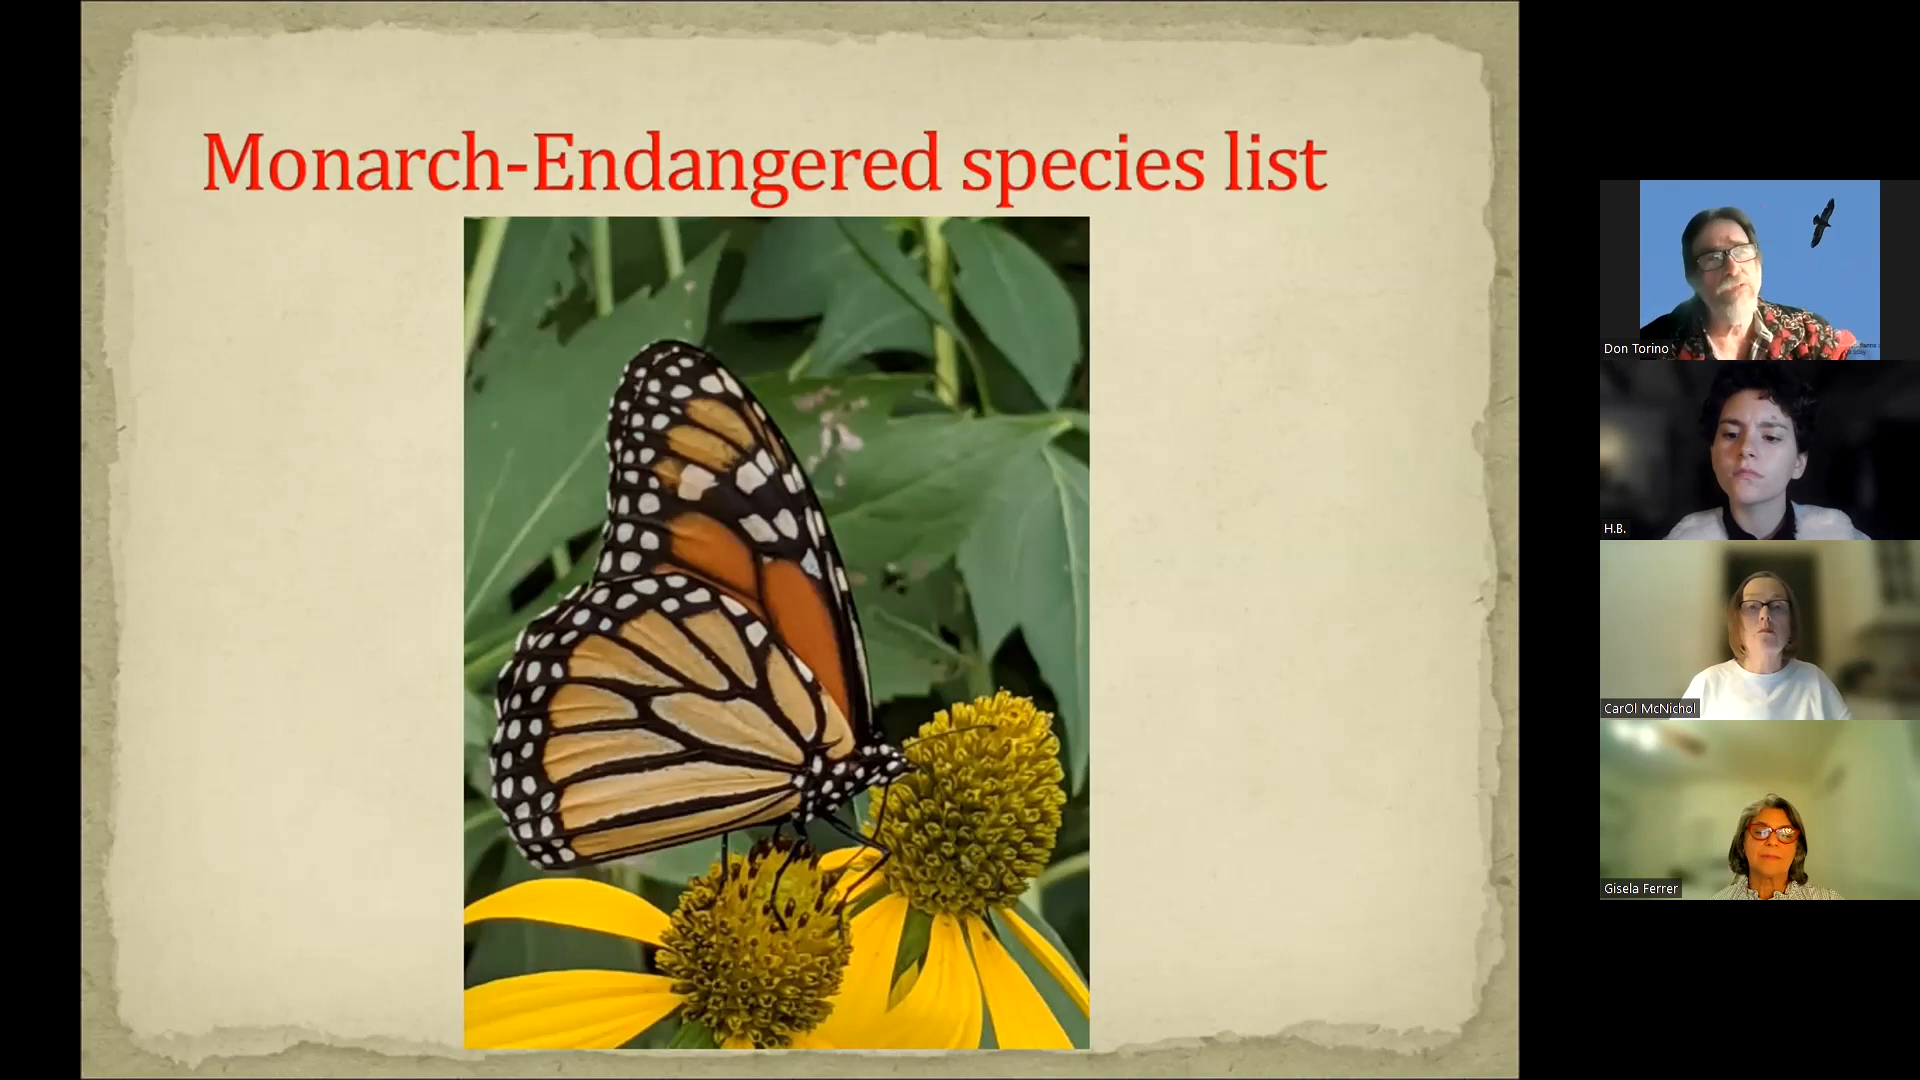 Monarch-Endangered species list
Don Torino
H.B.
CarOl McNichol
Gisela Ferrer